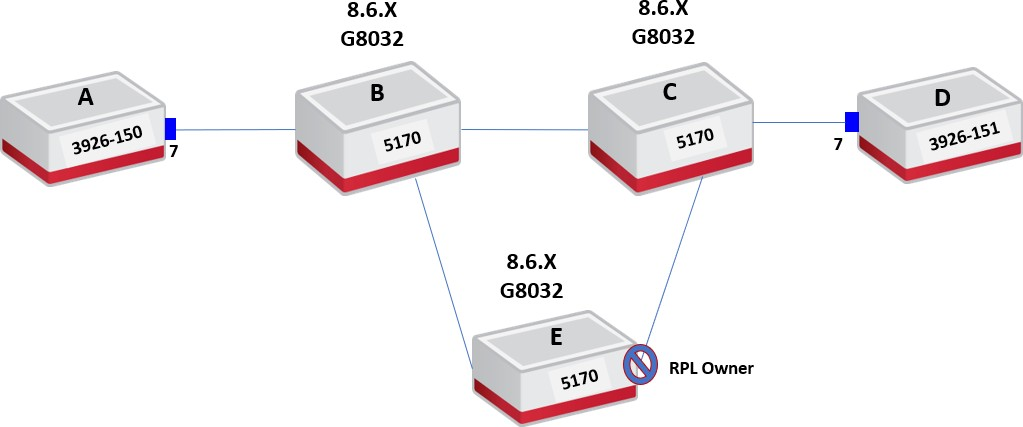 8.6.X
G8032
8.6.X
G8032
A
3926-150
7
B
5170
C
5170
D
3926-151
7
8.6.X
G8032
E
5170
RPL Owner